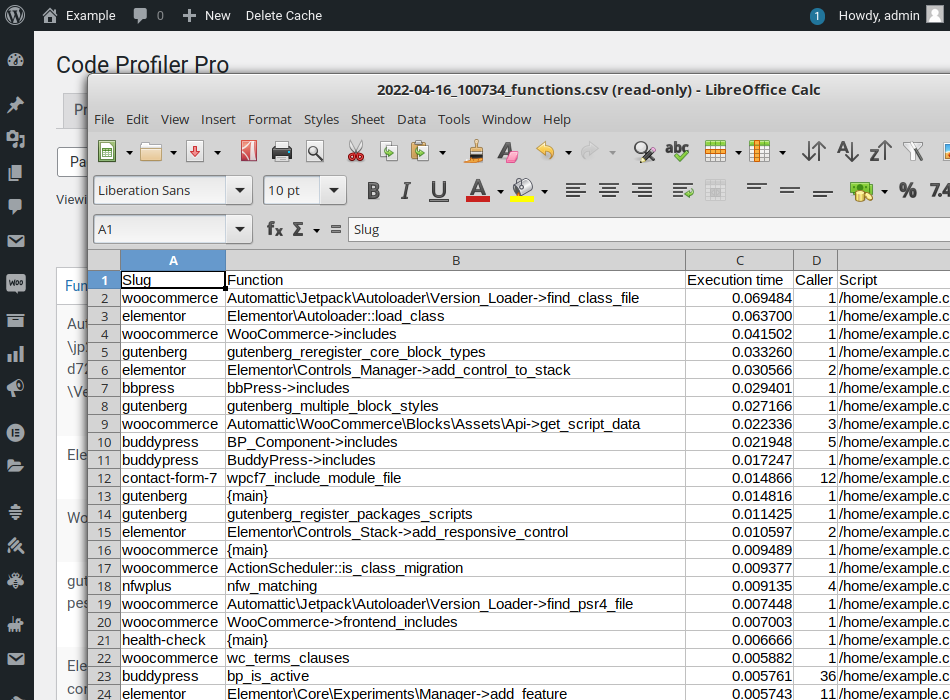 Example 0 New Delete Cache 1 Howdy, admin
Code Profiler Pro
2022-04-16_100734_functions.csv (read-only) - LibreOffice Calc
File Edit View Insert Format Styles Sheet Data Tools Window Help
Liberation Sans 10 pt B I U A % 7.4
A1 fx Σ = Slug
A B C D
1 Slug Function Execution time Caller Script
2 woocommerce Automattic\Jetpack\Autoloader\Version_Loader->find_class_file 0.069484 1 /home/example.c
3 elementor Elementor\Autoloader::load_class 0.063700 1 /home/example.c
4 woocommerce WooCommerce->includes 0.041502 1 /home/example.c
5 gutenberg gutenberg_reregister_core_block_types 0.033260 1 /home/example.c
6 elementor Elementor\Controls_Manager->add_control_to_stack 0.030566 2 /home/example.c
7 bbpress bbPress->includes 0.029401 1 /home/example.c
8 gutenberg gutenberg_multiple_block_styles 0.027166 1 /home/example.c
9 woocommerce Automattic\WooCommerce\Blocks\Assets\Api->get_script_data 0.022336 3 /home/example.c
10 buddypress BP_Component->includes 0.021948 5 /home/example.c
11 buddypress BuddyPress->includes 0.017247 1 /home/example.c
12 contact-form-7 wpcf7_include_module_file 0.014866 12 /home/example.c
13 gutenberg {main} 0.014816 1 /home/example.c
14 gutenberg gutenberg_register_packages_scripts 0.011425 1 /home/example.c
15 elementor Elementor\Controls_Stack->add_responsive_control 0.010597 2 /home/example.c
16 woocommerce {main} 0.009489 1 /home/example.c
17 woocommerce ActionScheduler::is_class_migration 0.009377 1 /home/example.c
18 nfwplus nfw_matching 0.009135 4 /home/example.c
19 woocommerce Automattic\Jetpack\Autoloader\Version_Loader->find_psr4_file 0.007448 1 /home/example.c
20 woocommerce WooCommerce->frontend_includes 0.007003 1 /home/example.c
21 health-check {main} 0.006666 1 /home/example.c
22 woocommerce wc_terms_clauses 0.005882 1 /home/example.c
23 buddypress bp_is_active 0.005761 36 /home/example.c
24 elementor Elementor\Core\Experiments\Manager->add_feature 0.005743 11 /home/example.c